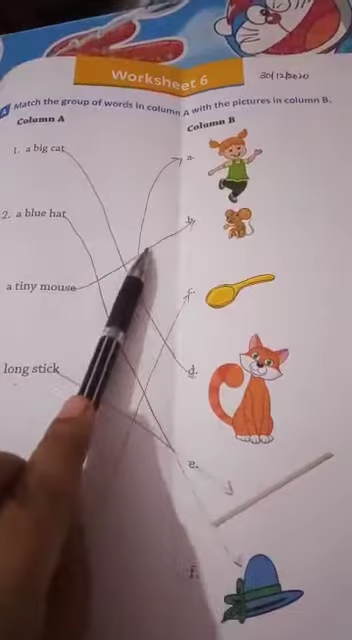 Worksheet 6
30/12/2020
A Match the group of words in column A with the pictures in column B.
Column A
Column B
1. a big cat
a.
2. a blue hat
b.
a tiny mouse
c.
long stick
d.
e.
f.